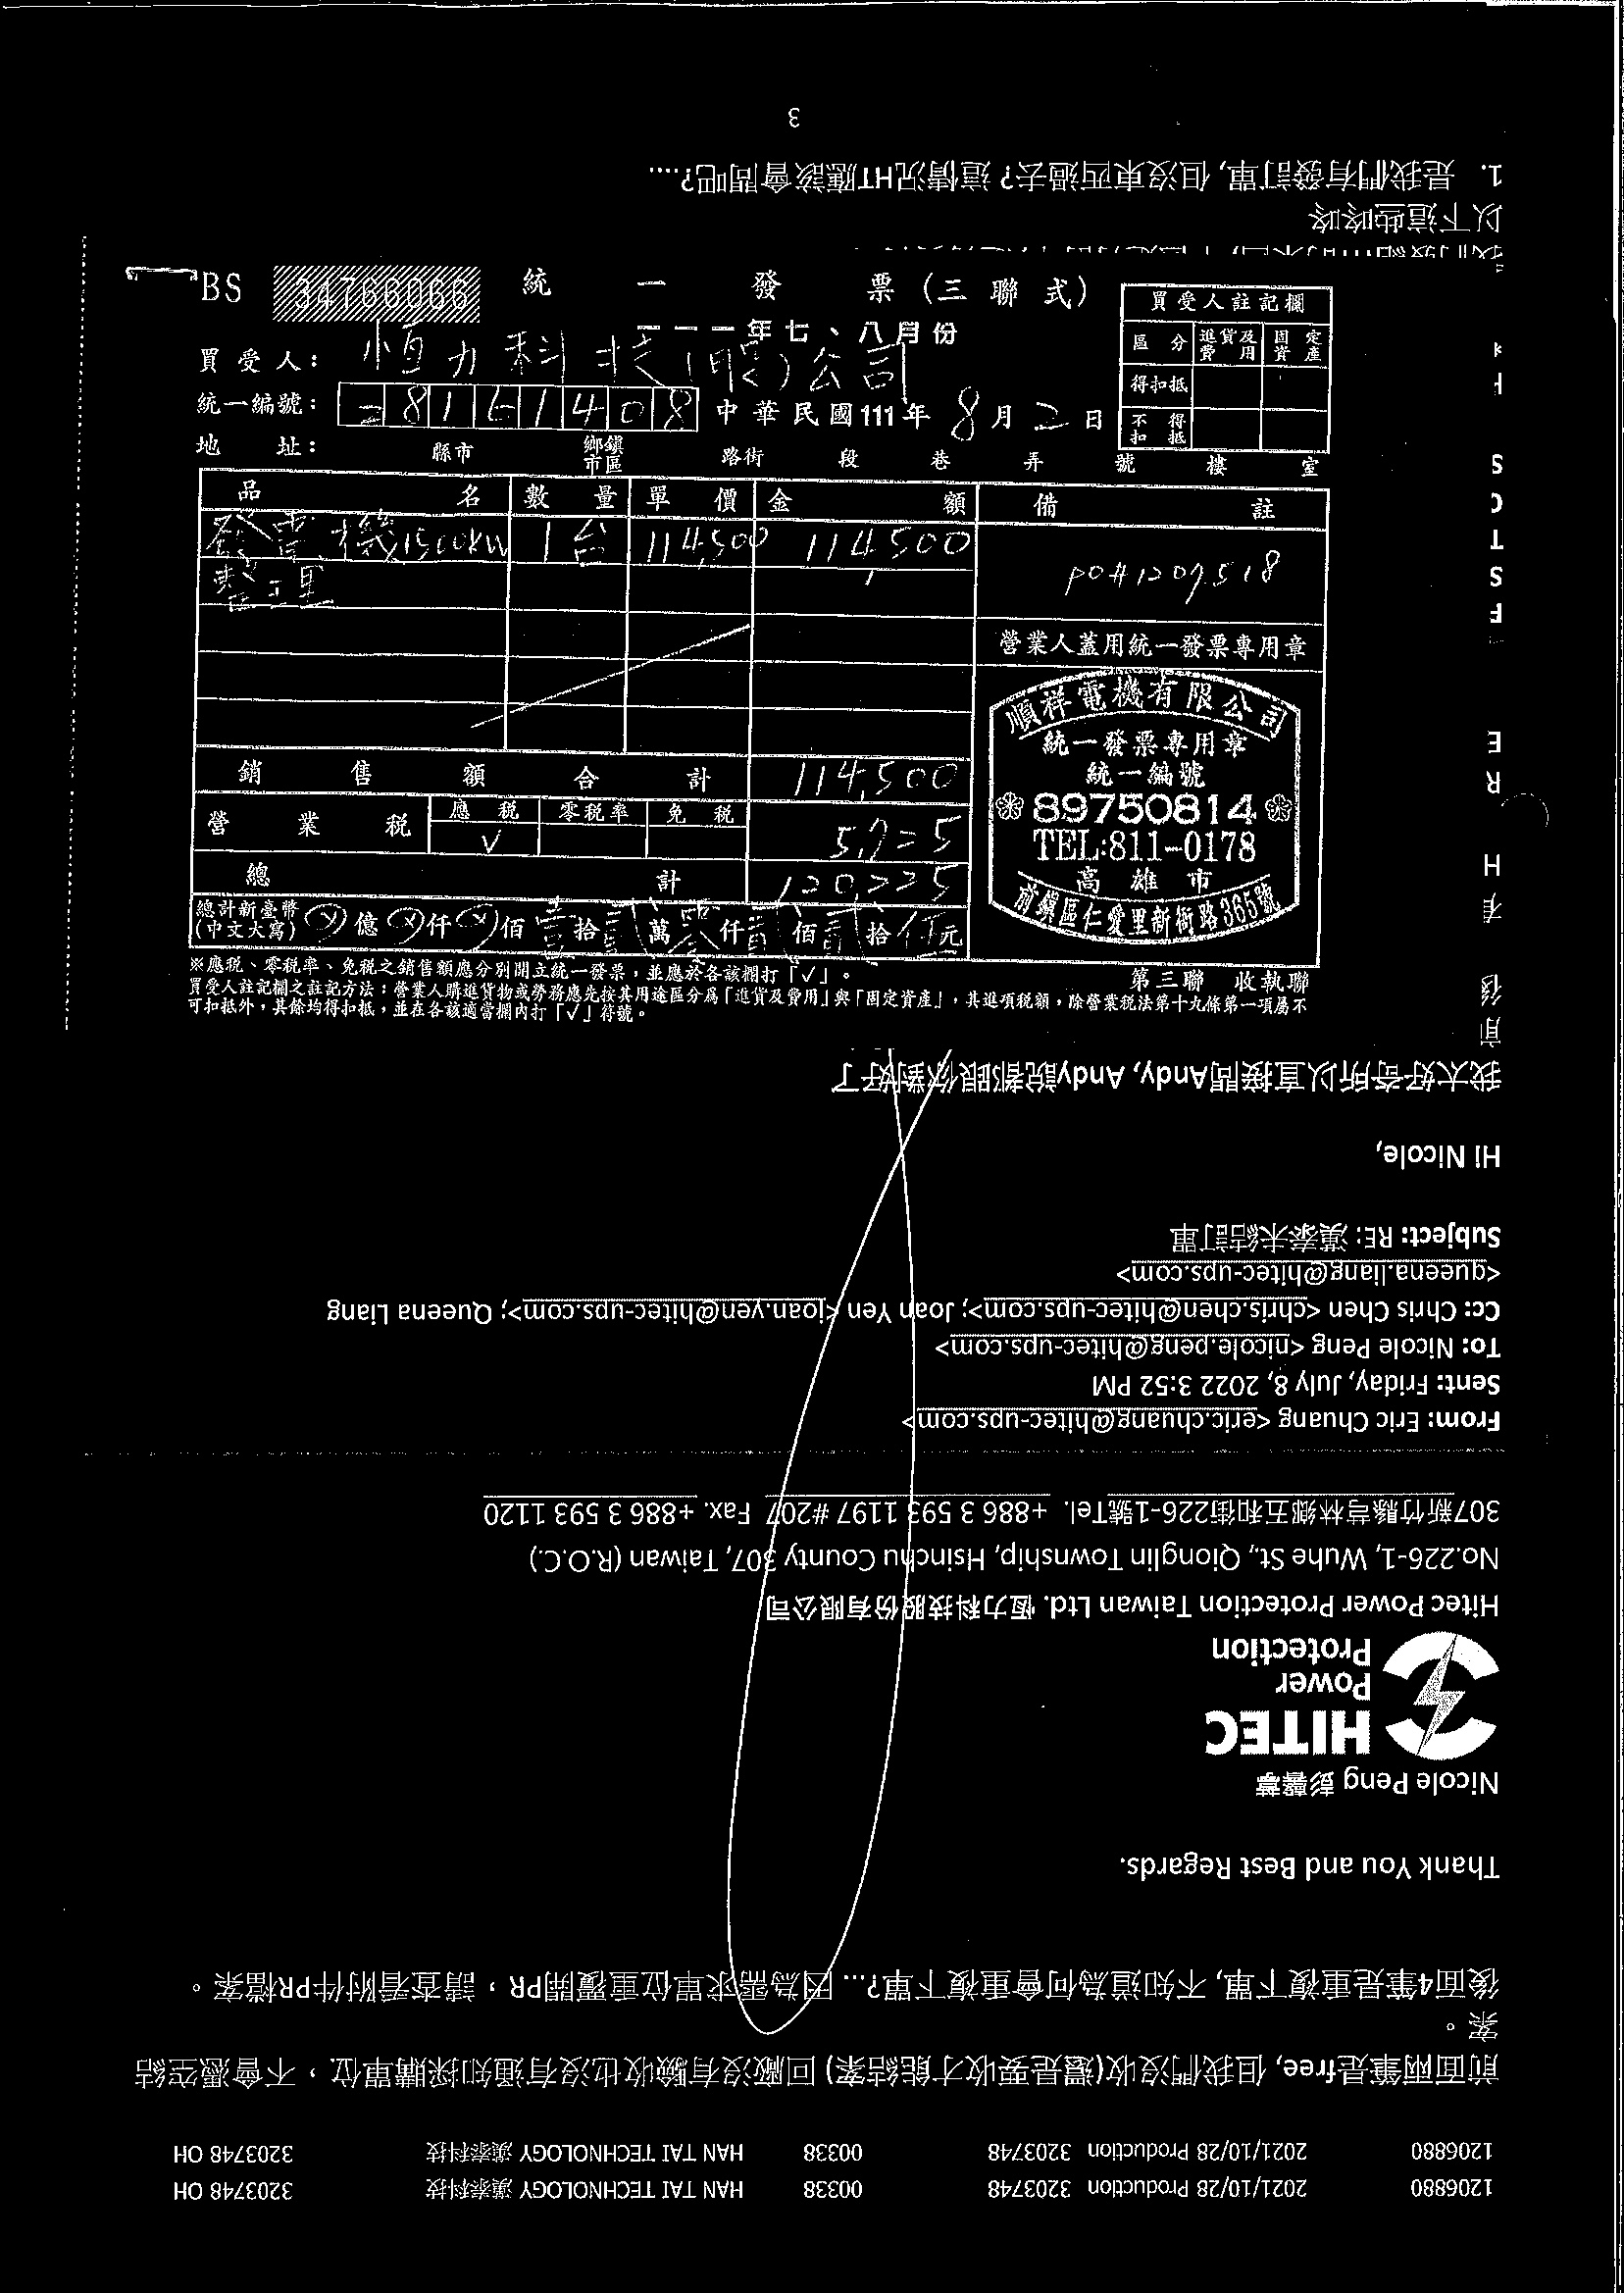 BS 34766066 統一發票(三聯式)
一一一年七、八月份
買受人: 恒力科技(股)公司
統一編號: 中華民國111年8月2日
地址: 縣市 鄉鎮市區 路街 段 巷 弄 號 樓 室
買受人註記欄
區分 進貨及費用 固定資產
得扣抵
不得扣抵
品名 數量 單價 金額 備註
發電機1500KW 1台 114,500 114,500 PO#1207518
整理
營業人蓋用統一發票專用章
順祥電機有限公司
統一發票專用章
統一編號
89750814
TEL:811-0178
高雄市
前鎮區仁愛里新衙路365號
銷售額合計 114,500
營業稅 應稅 零稅率 免稅 5,725
V
總計 120,225
總計新臺幣(中文大寫) ⊗億⊗仟⊗佰壹拾貳萬零仟貳佰貳拾伍元
※應稅、零稅率、免稅之銷售額應分別開立統一發票,並應於各該欄打「√」。
第三聯 收執聯
買受人註記欄之註記方法:營業人購進貨物或勞務應先按其用途區分為「進貨及費用」與「固定資產」,其進項稅額,除營業稅法第十九條第一項屬不
可扣抵外,其餘均得扣抵,並在各該適當欄內打「√」符號。
1206880 2021/10/28 Production 3203748 00338 HAN TAI TECHNOLOGY 漢泰科技 3203748 OH
1206880 2021/10/28 Production 3203748 00338 HAN TAI TECHNOLOGY 漢泰科技 3203748 OH
前面兩筆是free, 但我們沒收(還是要收才能結案) 回廠沒有驗收也沒有通知採購單位,不會憑空結
案。
後面4筆是重複下單, 不知道為何會重複下單?... 因為需求單位重覆開PR,請查看附件PR檔案。
Thank You and Best Regards.
Nicole Peng 彭馨葶
HITEC
Power
Protection
Hitec Power Protection Taiwan Ltd. 恆力科技股份有限公司
No.226-1, Wuhe St., Qionglin Township, Hsinchu County 307, Taiwan (R.O.C.)
307新竹縣芎林鄉五和街226-1號Tel. +886 3 593 1197 #207 Fax. +886 3 593 1120
From: Eric Chuang <eric.chuang@hitec-ups.com>
Sent: Friday, July 8, 2022 3:52 PM
To: Nicole Peng <nicole.peng@hitec-ups.com>
Cc: Chris Chen <chris.chen@hitec-ups.com>; Joan Yen <joan.yen@hitec-ups.com>; Queena Liang
<queena.liang@hitec-ups.com>
Subject: RE: 漢泰未結訂單
Hi Nicole,
我太好奇所以直接問Andy, Andy說都跟你對好了
以下這些咚咚
1. 是我們有發訂單, 但沒東西過去? 這情況HT應該會問吧?....
3